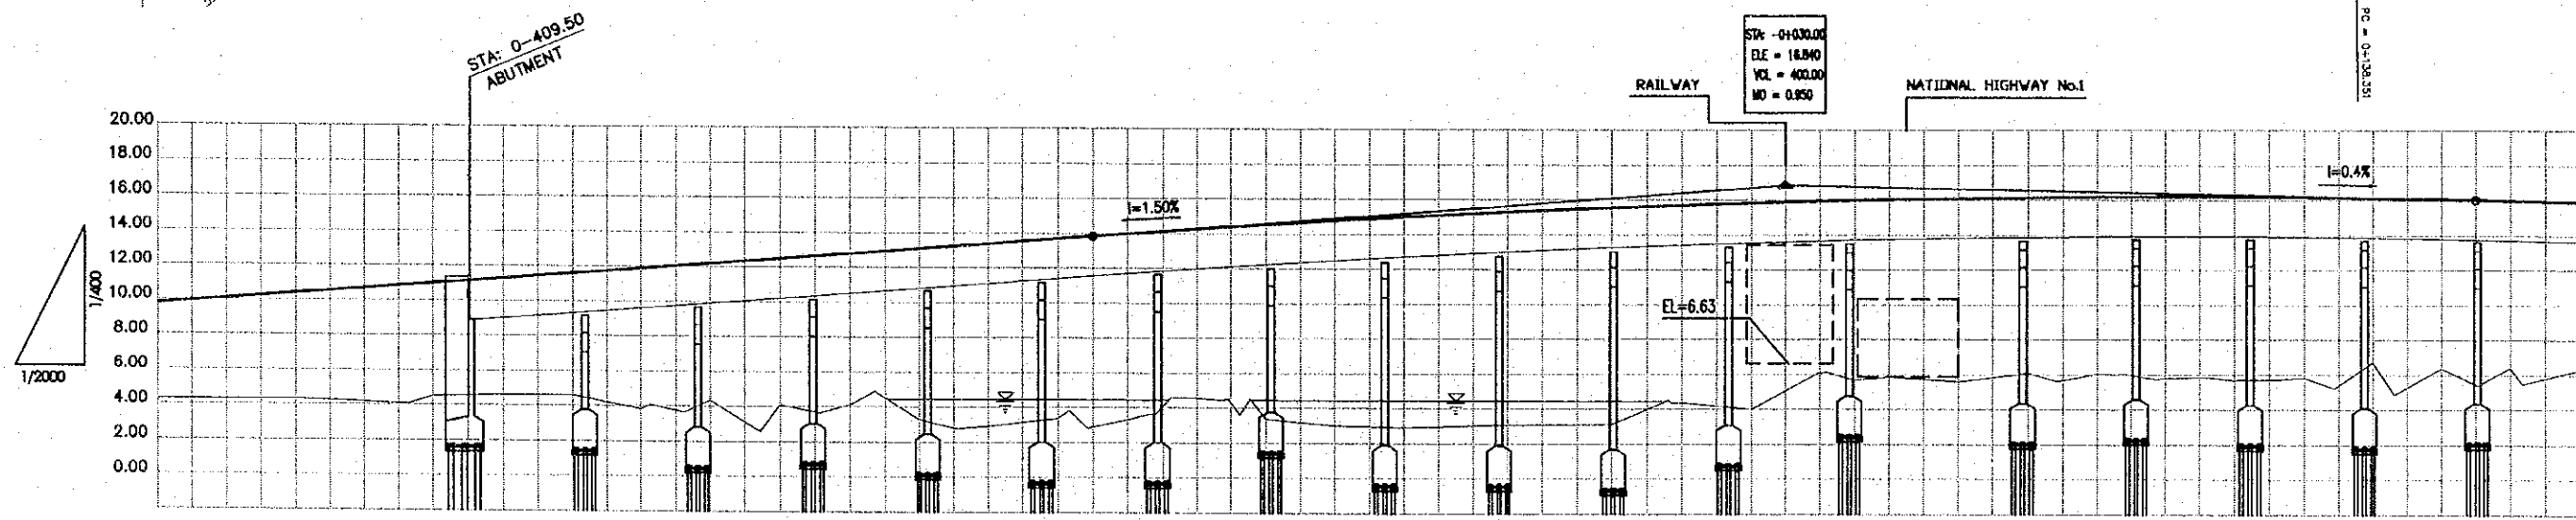 STA: 0-409.50
ABUTMENT
STA: -0+030.00
ELE = 16.840
VCL = 400.00
MO = 0.950
RAILWAY
NATIONAL HIGHWAY No.1
PC = 0+138.351
20.00
18.00
16.00
14.00
12.00
10.00
8.00
6.00
4.00
2.00
0.00
1/400
1/2000
I=1.50%
I=0.4%
EL=6.63